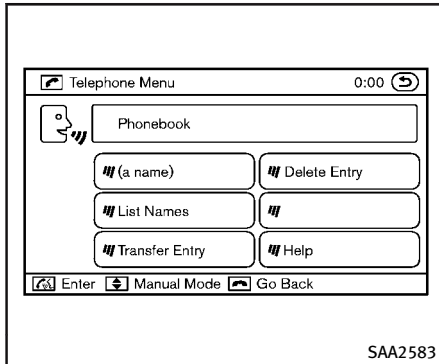 Telephone Menu 0:00
Phonebook
(a name) Delete Entry
List Names
Transfer Entry Help
Enter Manual Mode Go Back
SAA2583